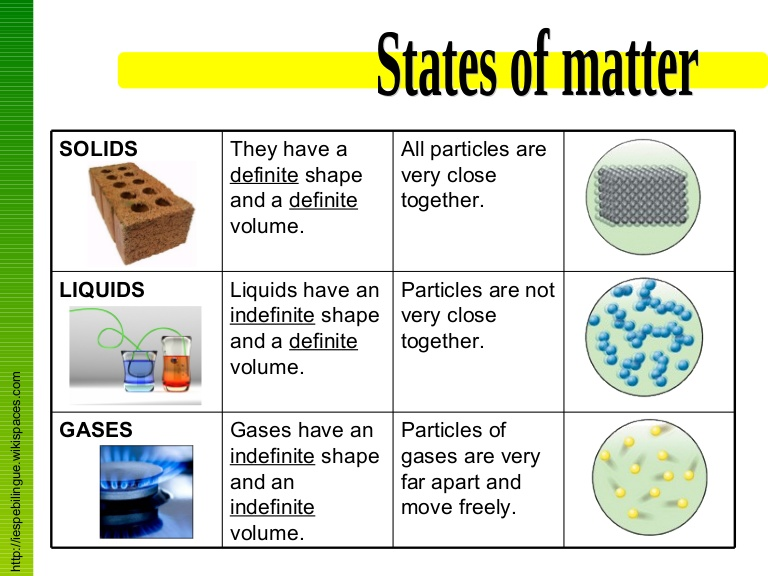 States of matter
SOLIDS
They have a
definite shape
and a definite
volume.
All particles are
very close
together.
LIQUIDS
Liquids have an
indefinite shape
and a definite
volume.
Particles are not
very close
together.
GASES
Gases have an
indefinite shape
and an
indefinite
volume.
Particles of
gases are very
far apart and
move freely.
http://iespebilingue.wikispaces.com